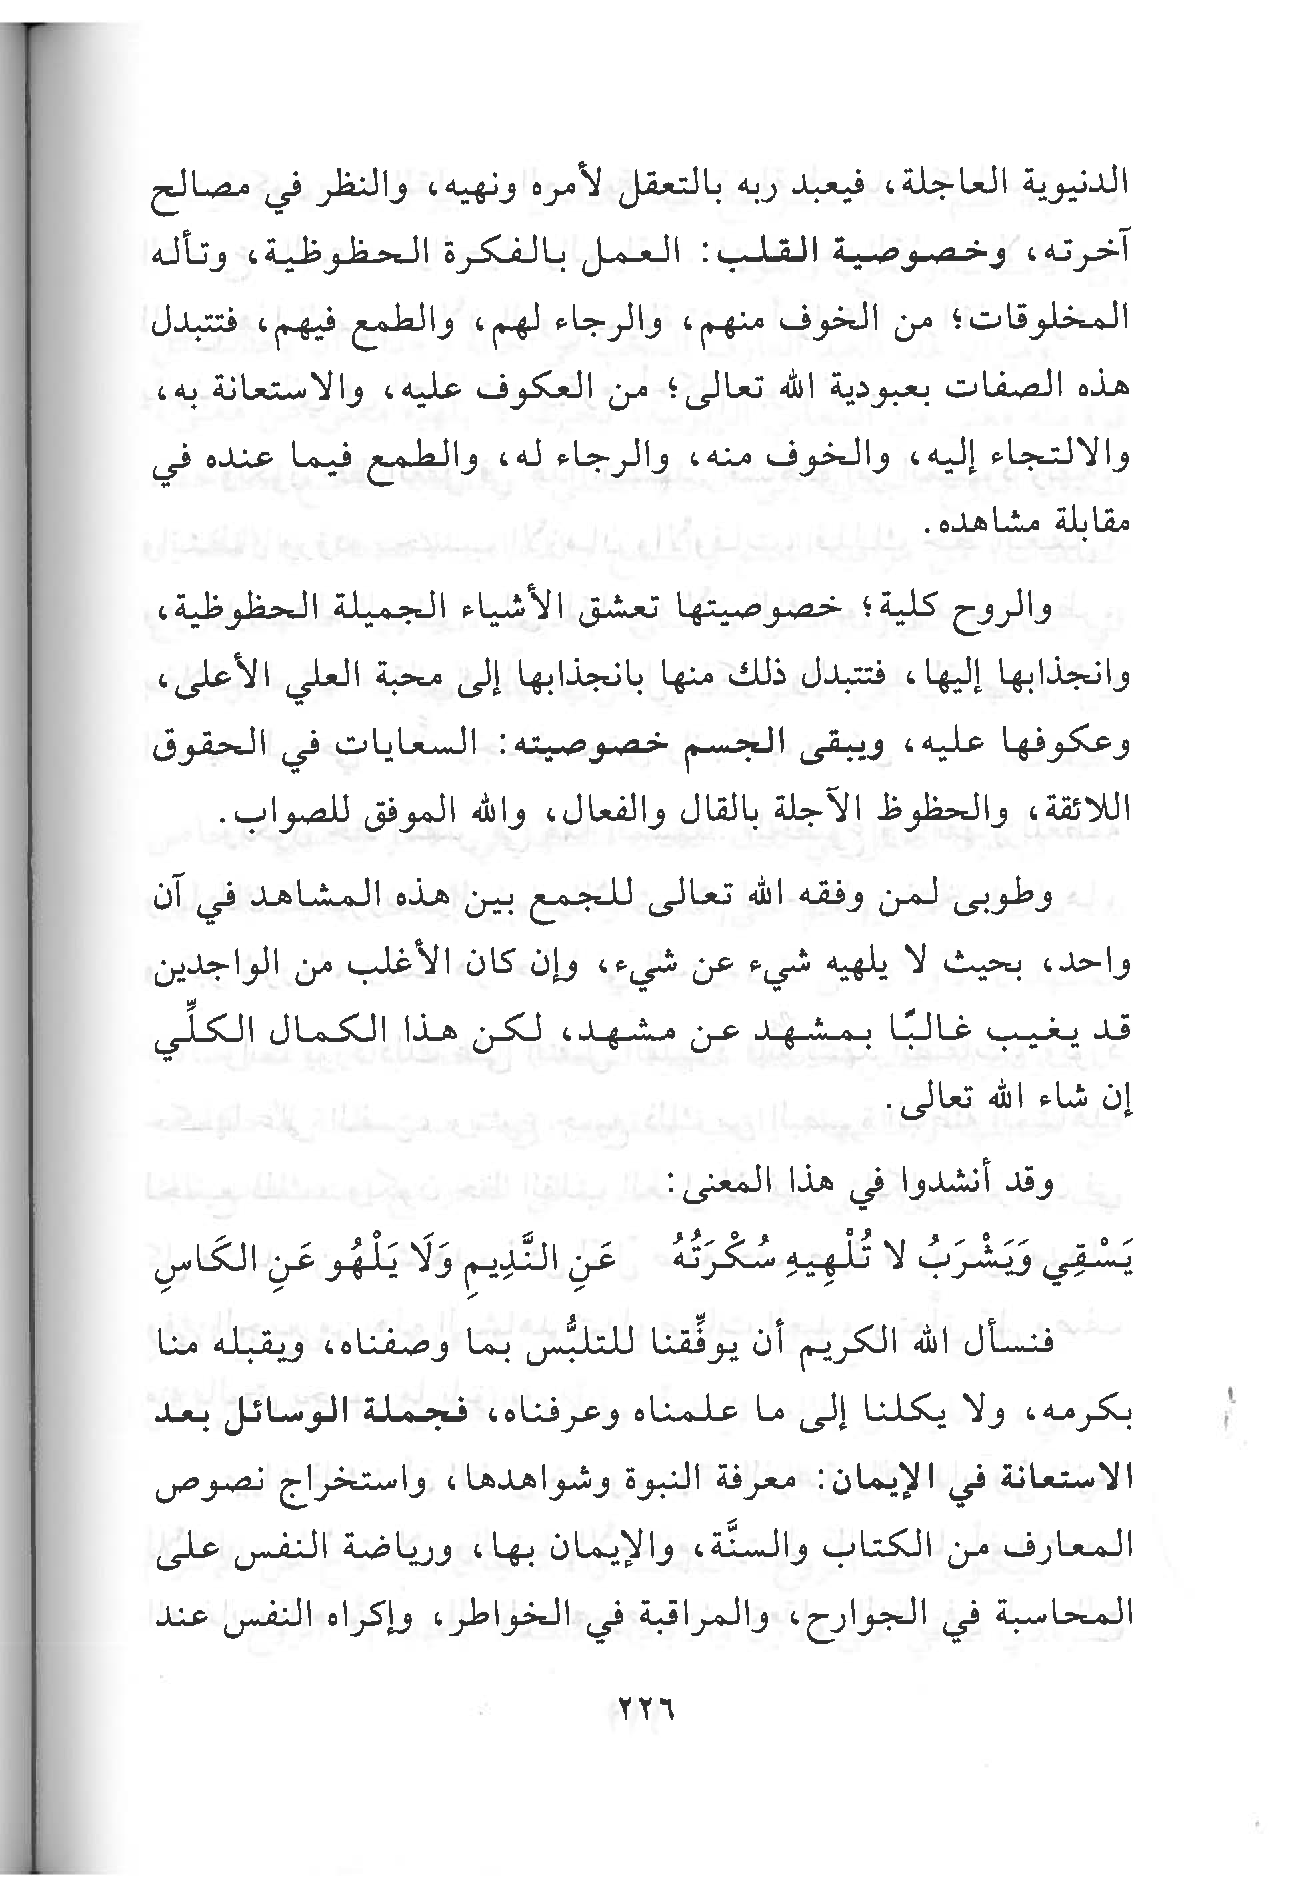 الدنيوية العاجلة، فيعبد ربه بالتعقل لأمره ونهيه، والنظر في مصالح
آخرته، وخصوصية القلب: العمل بالفكرة الحظوظية، وتأله
المخلوقات؛ من الخوف منهم، والرجاء لهم، والطمع فيهم، فتتبدل
هذه الصفات بعبودية الله تعالى؛ من العكوف عليه، والاستعانة به،
والالتجاء إليه، والخوف منه، والرجاء له، والطمع فيما عنده في
مقابلة مشاهده.
والروح كلية؛ خصوصيتها تعشق الأشياء الجميلة الحظوظية،
وانجذابها إليها، فتتبدل ذلك منها بانجذابها إلى محبة العلي الأعلى،
وعكوفها عليه، ويبقى الجسم خصوصيته: السعايات في الحقوق
اللائقة، والحظوظ الآجلة بالقال والفعال، والله الموفق للصواب.
وطوبى لمن وفقه الله تعالى للجمع بين هذه المشاهد في آن
واحد، بحيث لا يلهيه شيء عن شيء، وإن كان الأغلب من الواجدين
قد يغيب غالبًا بمشهد عن مشهد، لكن هذا الكمال الكلِّي
إن شاء الله تعالى.
وقد أنشدوا في هذا المعنى:
يَسْقِي وَيَشْرَبُ لا تُلْهِيهِ سُكْرَتُهُ عَنِ النَّدِيمِ وَلَا يَلْهُو عَنِ الكَاسِ
فنسأل الله الكريم أن يوفِّقنا للتلبُّس بما وصفناه، ويقبله منا
بكرمه، ولا يكلنا إلى ما علمناه وعرفناه، فجملة الوسائل بعد
الاستعانة في الإيمان: معرفة النبوة وشواهدها، واستخراج نصوص
المعارف من الكتاب والسنَّة، والإيمان بها، ورياضة النفس على
المحاسبة في الجوارح، والمراقبة في الخواطر، وإكراه النفس عند
٢٢٦